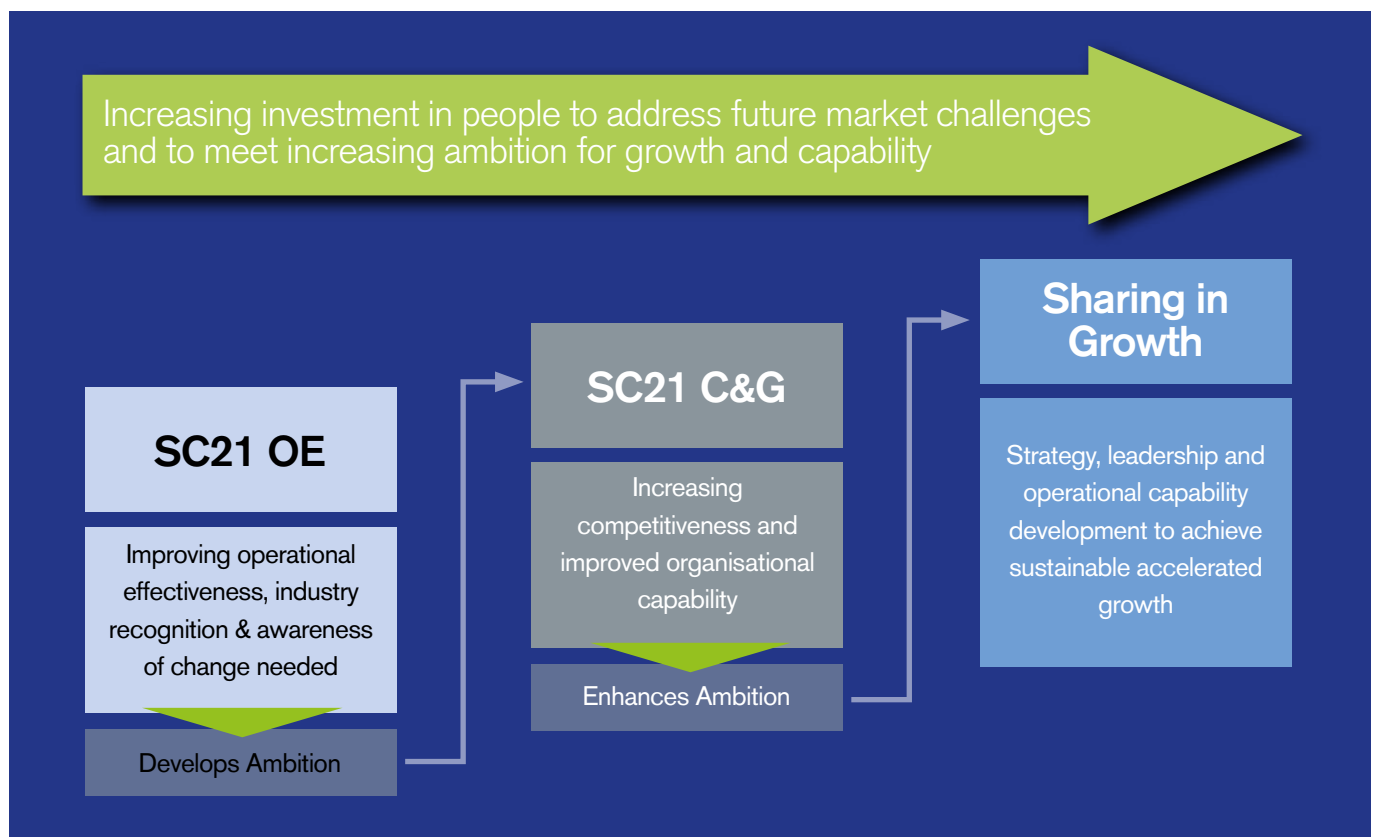 Increasing investment in people to address future market challenges
and to meet increasing ambition for growth and capability
SC21 OE
Improving operational
effectiveness, industry
recognition & awareness
of change needed
Develops Ambition
SC21 C&G
Increasing
competitiveness and
improved organisational
capability
Enhances Ambition
Sharing in
Growth
Strategy, leadership and
operational capability
development to achieve
sustainable accelerated
growth